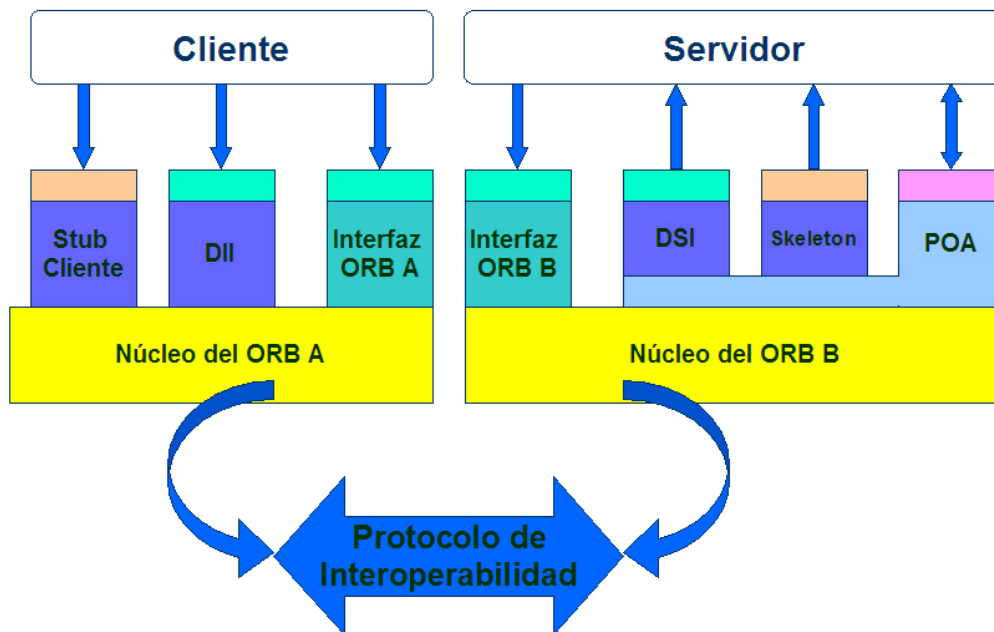 Cliente
Servidor
Stub
Cliente
DII
Interfaz
ORB A
Interfaz
ORB B
DSI
Skeleton
POA
Núcleo del ORB A
Núcleo del ORB B
Protocolo de
Interoperabilidad